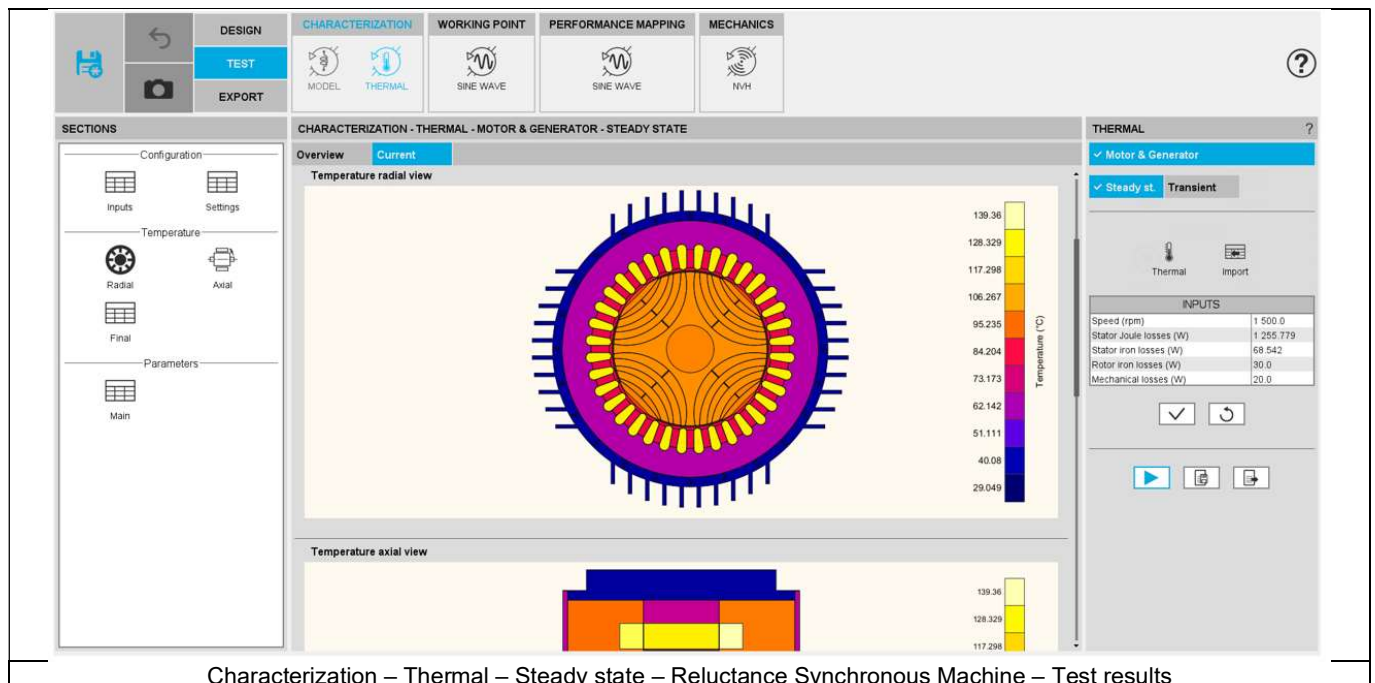 DESIGN
TEST
EXPORT
CHARACTERIZATION
MODEL
THERMAL
WORKING POINT
SINE WAVE
PERFORMANCE MAPPING
SINE WAVE
MECHANICS
NVH
?
SECTIONS
Configuration
Inputs Settings
Temperature
Radial Axial
Final
Parameters
Main
CHARACTERIZATION - THERMAL - MOTOR & GENERATOR - STEADY STATE
Overview Current
Temperature radial view
139.36
128.329
117.298
106.267
95.235
84.204
73.173
62.142
51.111
40.08
29.049
Temperature (°C)
Temperature axial view
139.36
128.329
117.298
THERMAL ?
Motor & Generator
Steady st. Transient
Thermal Import
INPUTS
Speed (rpm) 1 500.0
Stator Joule losses (W) 1 255.779
Stator iron losses (W) 68.542
Rotor iron losses (W) 30.0
Mechanical losses (W) 20.0
Characterization – Thermal – Steady state – Reluctance Synchronous Machine – Test results